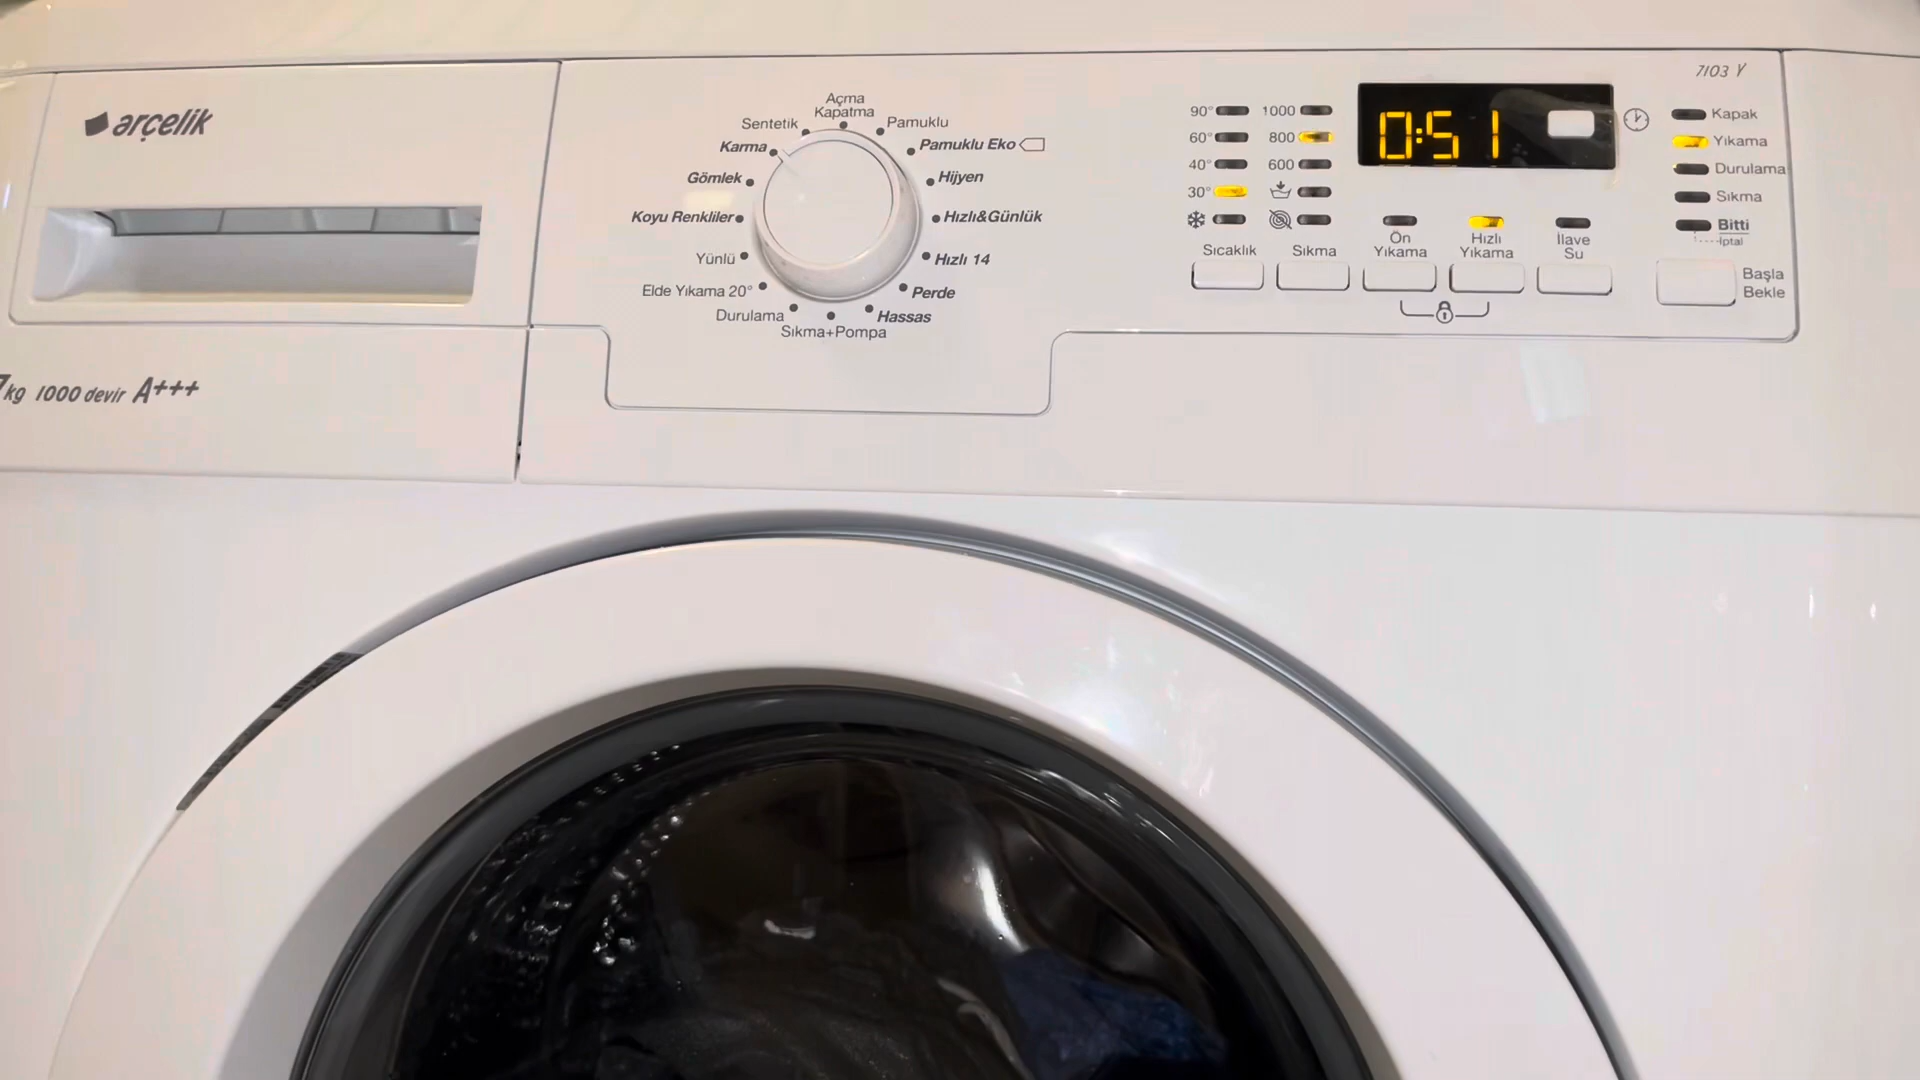 arçelik
7kg 1000 devir A+++
Açma
Kapatma
Sentetik
Pamuklu
Karma
Pamuklu Eko
Gömlek
Hijyen
Koyu Renkliler
Hızlı&Günlük
Yünlü
Hızlı 14
Elde Yıkama 20°
Perde
Durulama
Hassas
Sıkma+Pompa
90° 1000
60° 800
40° 600
30°
Sıcaklık
Sıkma
0:51
Ön
Yıkama
Hızlı
Yıkama
İlave
Su
7103 Y
Kapak
Yıkama
Durulama
Sıkma
Bitti
İptal
Başla
Bekle